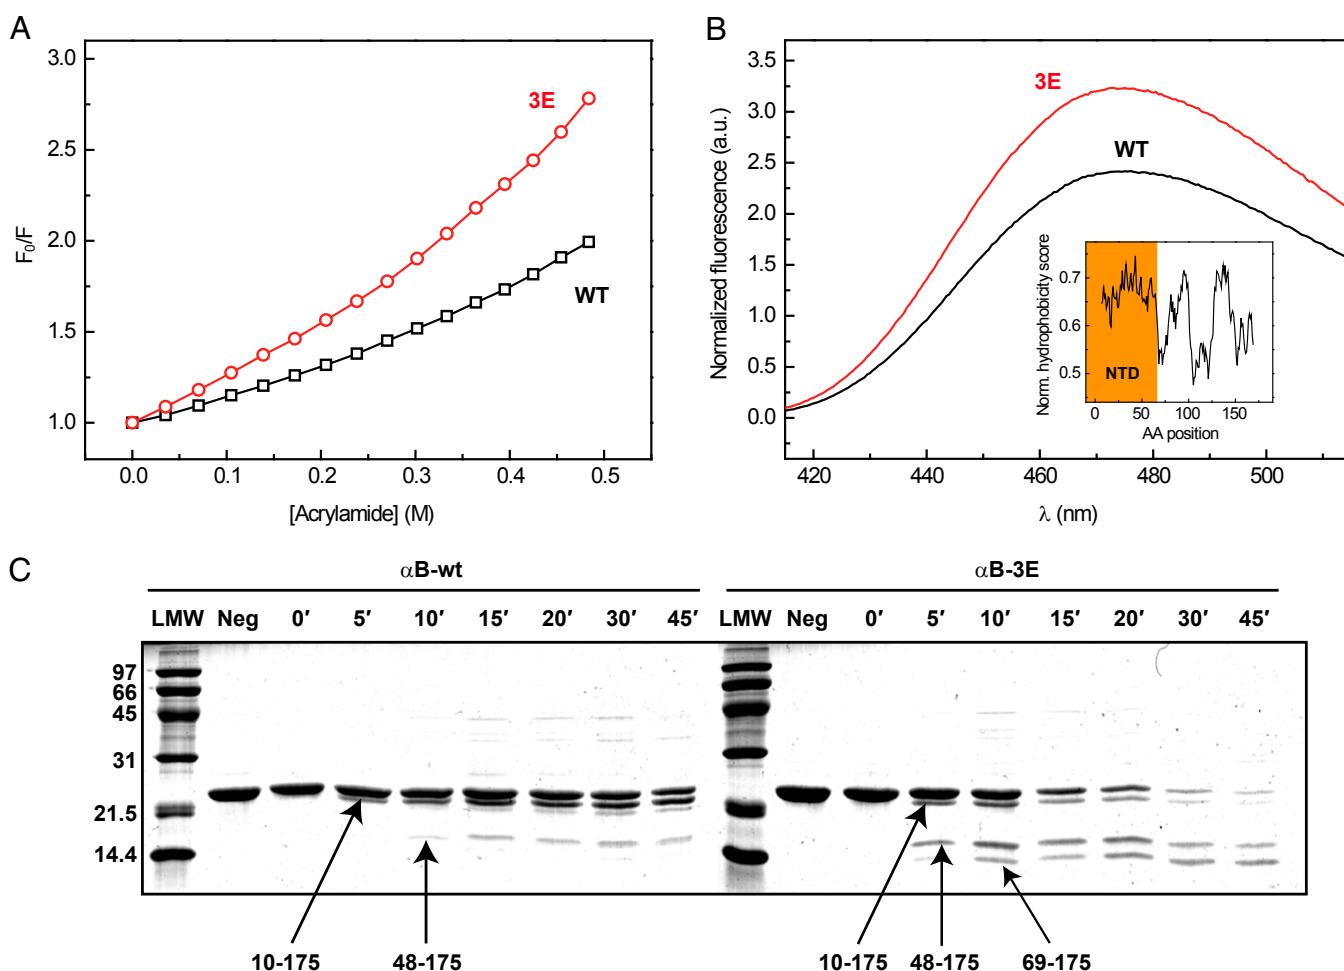 A
3.0
2.5
2.0
1.5
1.0
F0/F
3E
WT
0.0 0.1 0.2 0.3 0.4 0.5
[Acrylamide] (M)
B
3.5
3.0
2.5
2.0
1.5
1.0
0.5
0.0
Normalized fluorescence (a.u.)
3E
WT
Norm. hydrophobicity score
0.7
0.6
0.5
NTD
0 50 100 150
AA position
420 440 460 480 500
λ (nm)
C
αB-wt
αB-3E
LMW Neg 0′ 5′ 10′ 15′ 20′ 30′ 45′
LMW Neg 0′ 5′ 10′ 15′ 20′ 30′ 45′
97
66
45
31
21.5
14.4
10-175 48-175
10-175 48-175 69-175